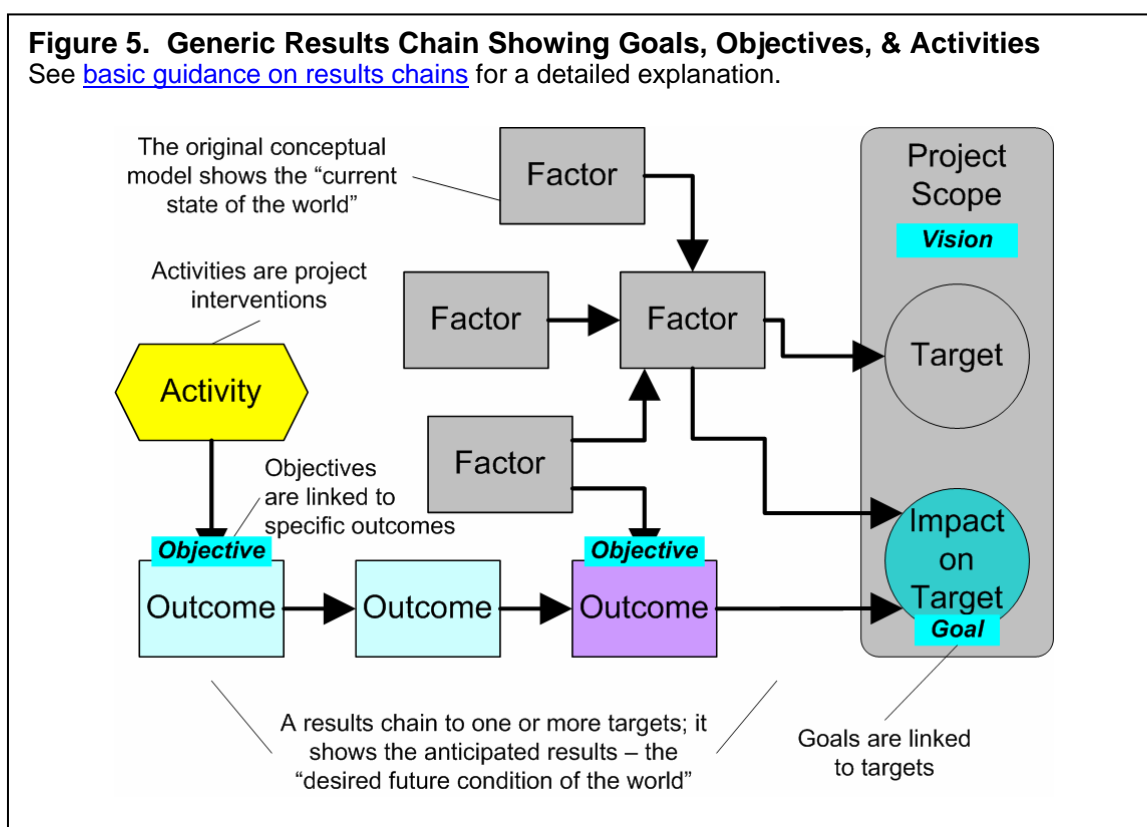 Figure 5.  Generic Results Chain Showing Goals, Objectives, & Activities
See basic guidance on results chains for a detailed explanation.
The original conceptual
model shows the “current
state of the world”
Factor
Project
Scope
Vision
Activities are project
interventions
Factor
Factor
Target
Activity
Factor
Objectives
are linked to
specific outcomes
Objective
Outcome
Outcome
Objective
Outcome
Impact
on
Target
Goal
A results chain to one or more targets; it
shows the anticipated results – the
“desired future condition of the world”
Goals are linked
to targets